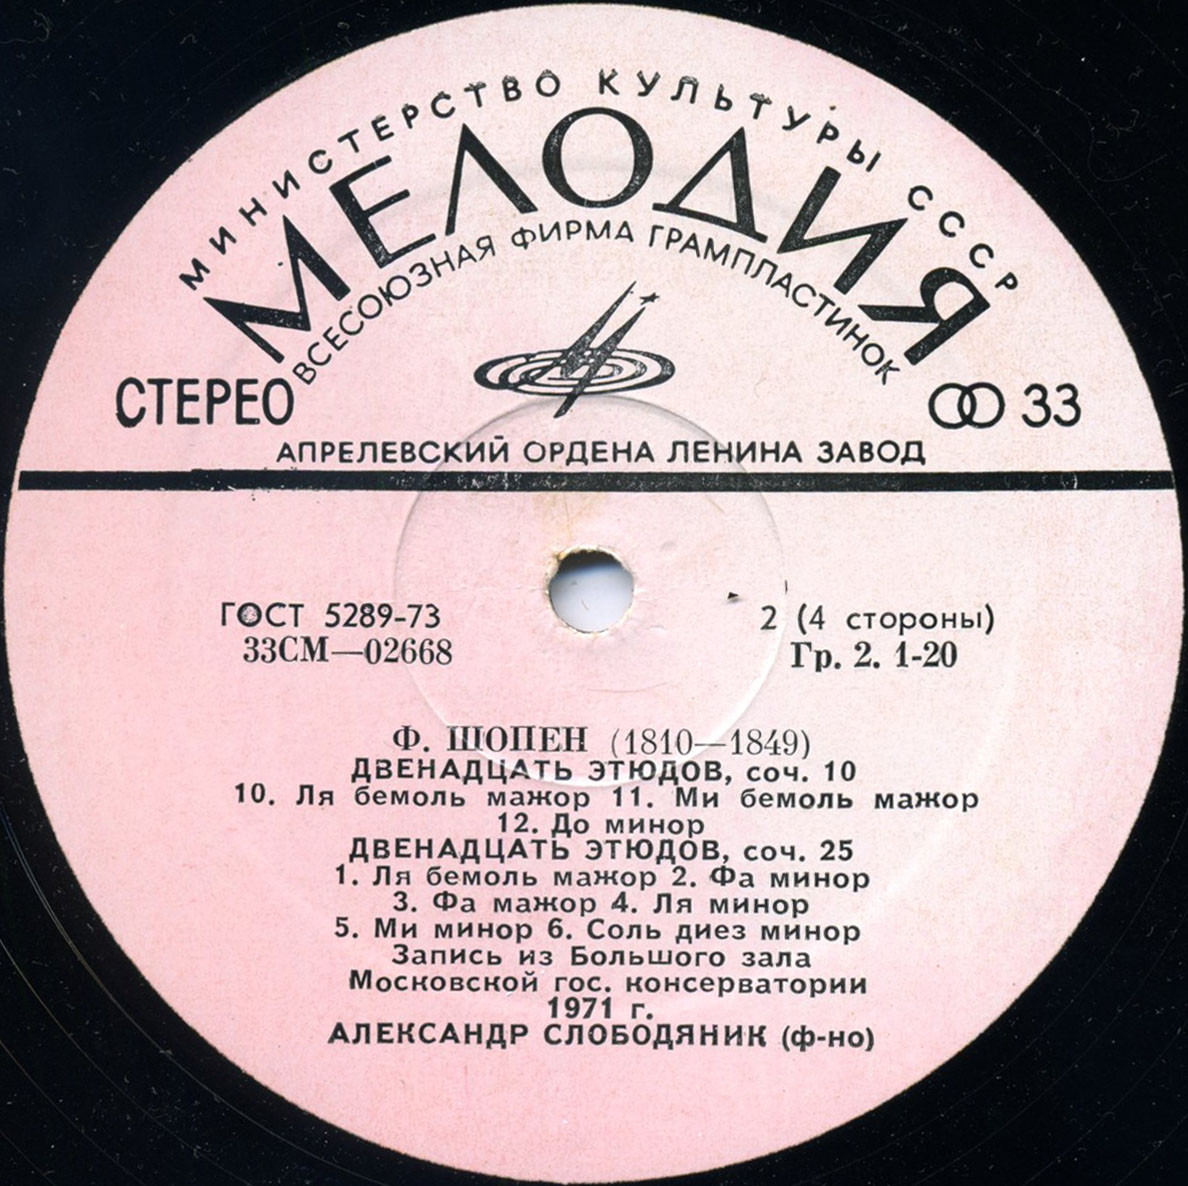 МИНИСТЕРСТВО КУЛЬТУРЫ СССР
МЕЛОДИЯ
ВСЕСОЮЗНАЯ ФИРМА ГРАМПЛАСТИНОК
СТЕРЕО
33
АПРЕЛЕВСКИЙ ОРДЕНА ЛЕНИНА ЗАВОД
ГОСТ 5289-73
33СМ—02668
2 (4 стороны)
Гр. 2. 1-20
Ф. ШОПЕН (1810—1849)
ДВЕНАДЦАТЬ ЭТЮДОВ, соч. 10
10. Ля бемоль мажор 11. Ми бемоль мажор
12. До минор
ДВЕНАДЦАТЬ ЭТЮДОВ, соч. 25
1. Ля бемоль мажор 2. Фа минор
3. Фа мажор 4. Ля минор
5. Ми минор 6. Соль диез минор
Запись из Большого зала
Московской гос. консерватории
1971 г.
АЛЕКСАНДР СЛОБОДЯНИК (ф-но)